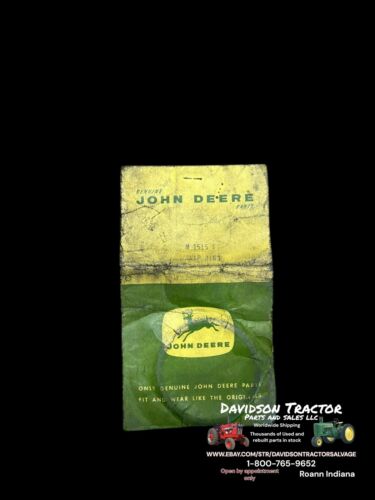 GENUINE
JOHN DEERE
PARTS
SNAP RING
JOHN DEERE
ONLY GENUINE JOHN DEERE PARTS
FIT AND WEAR LIKE THE ORIGINALS
DAVIDSON TRACTOR
PARTS AND SALES LLC
Worldwide Shipping
Thousands of Used and
rebuilt parts in stock
WWW.EBAY.COM/STR/DAVIDSONTRACTORSALVAGE
1-800-765-9652
Open by appointment
only
Roann Indiana